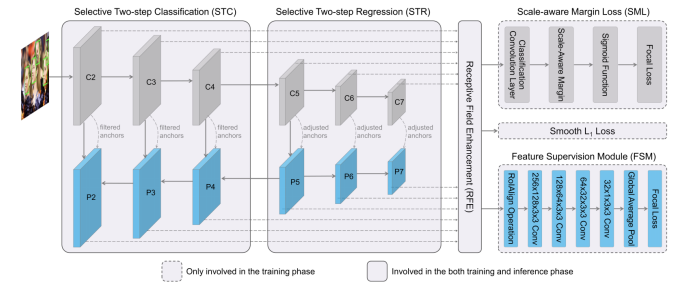 Selective Two-step Classification (STC)
Selective Two-step Regression (STR)
Scale-aware Margin Loss (SML)
C2
C3
C4
C5
C6
C7
filtered
anchors
filtered
anchors
filtered
anchors
adjusted
anchors
adjusted
anchors
adjusted
anchors
P2
P3
P4
P5
P6
P7
Receptive Field Enhancement (RFE)
Classification
Convolution Layer
Scale-Aware Margin
Sigmoid Function
Focal Loss
Smooth L₁ Loss
Feature Supervision Module (FSM)
RoIAlign Operation
256x128x3x3 Conv
128x64x3x3 Conv
64x32x3x3 Conv
32x1x3x3 Conv
Global Average Pool
Focal Loss
Only involved in the training phase
Involved in the both training and inference phase